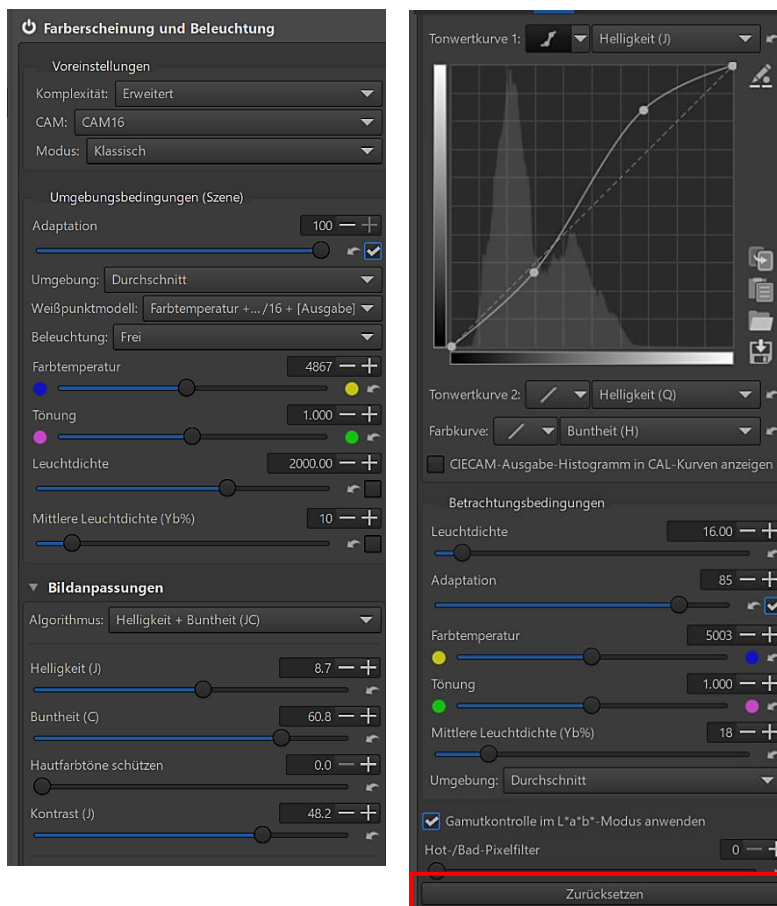 Farberscheinung und Beleuchtung
Voreinstellungen
Komplexität: Erweitert
CAM: CAM16
Modus: Klassisch
Umgebungsbedingungen (Szene)
Adaptation 100
Umgebung: Durchschnitt
Weißpunktmodell: Farbtemperatur +.../16 + [Ausgabe]
Beleuchtung: Frei
Farbtemperatur 4867
Tönung 1.000
Leuchtdichte 2000.00
Mittlere Leuchtdichte (Yb%) 10
Bildanpassungen
Algorithmus: Helligkeit + Buntheit (JC)
Helligkeit (J) 8.7
Buntheit (C) 60.8
Hautfarbtöne schützen 0.0
Kontrast (J) 48.2
Tonwertkurve 1: Helligkeit (J)
Tonwertkurve 2: Helligkeit (Q)
Farbkurve: Buntheit (H)
CIECAM-Ausgabe-Histogramm in CAL-Kurven anzeigen
Betrachtungsbedingungen
Leuchtdichte 16.00
Adaptation 85
Farbtemperatur 5003
Tönung 1.000
Mittlere Leuchtdichte (Yb%) 18
Umgebung: Durchschnitt
Gamutkontrolle im L*a*b*-Modus anwenden
Hot-/Bad-Pixelfilter 0
Zurücksetzen